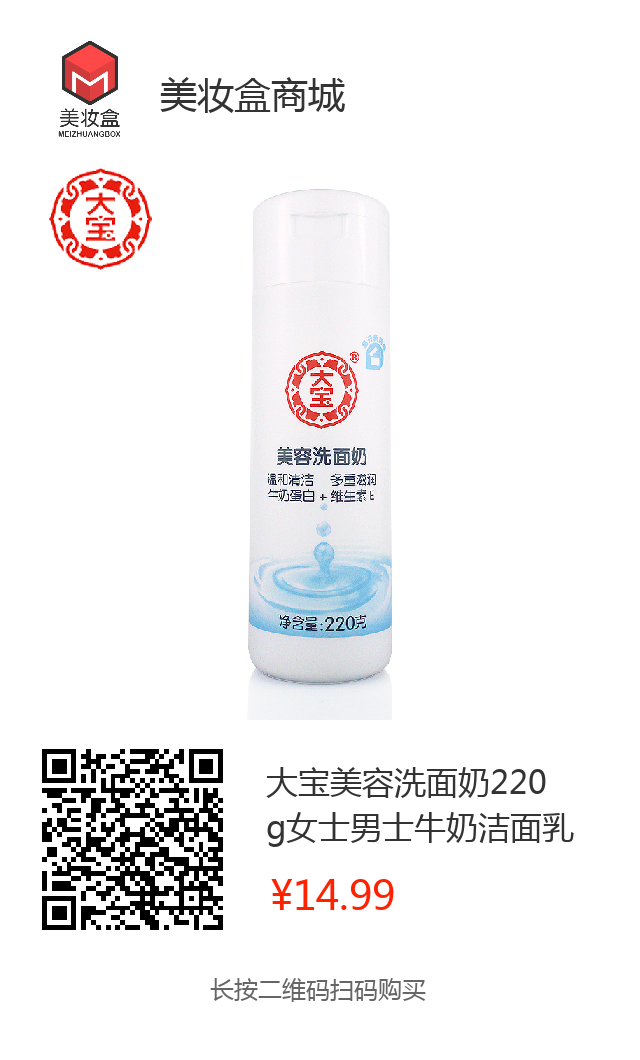 美妆盒
MEIZHUANGBOX
美妆盒商城
大宝
大宝
®
美容洗面奶
温和清洁 多重滋润
牛奶蛋白+维生素E
净含量:220克
大宝美容洗面奶220
g女士男士牛奶洁面乳
¥14.99
长按二维码扫码购买